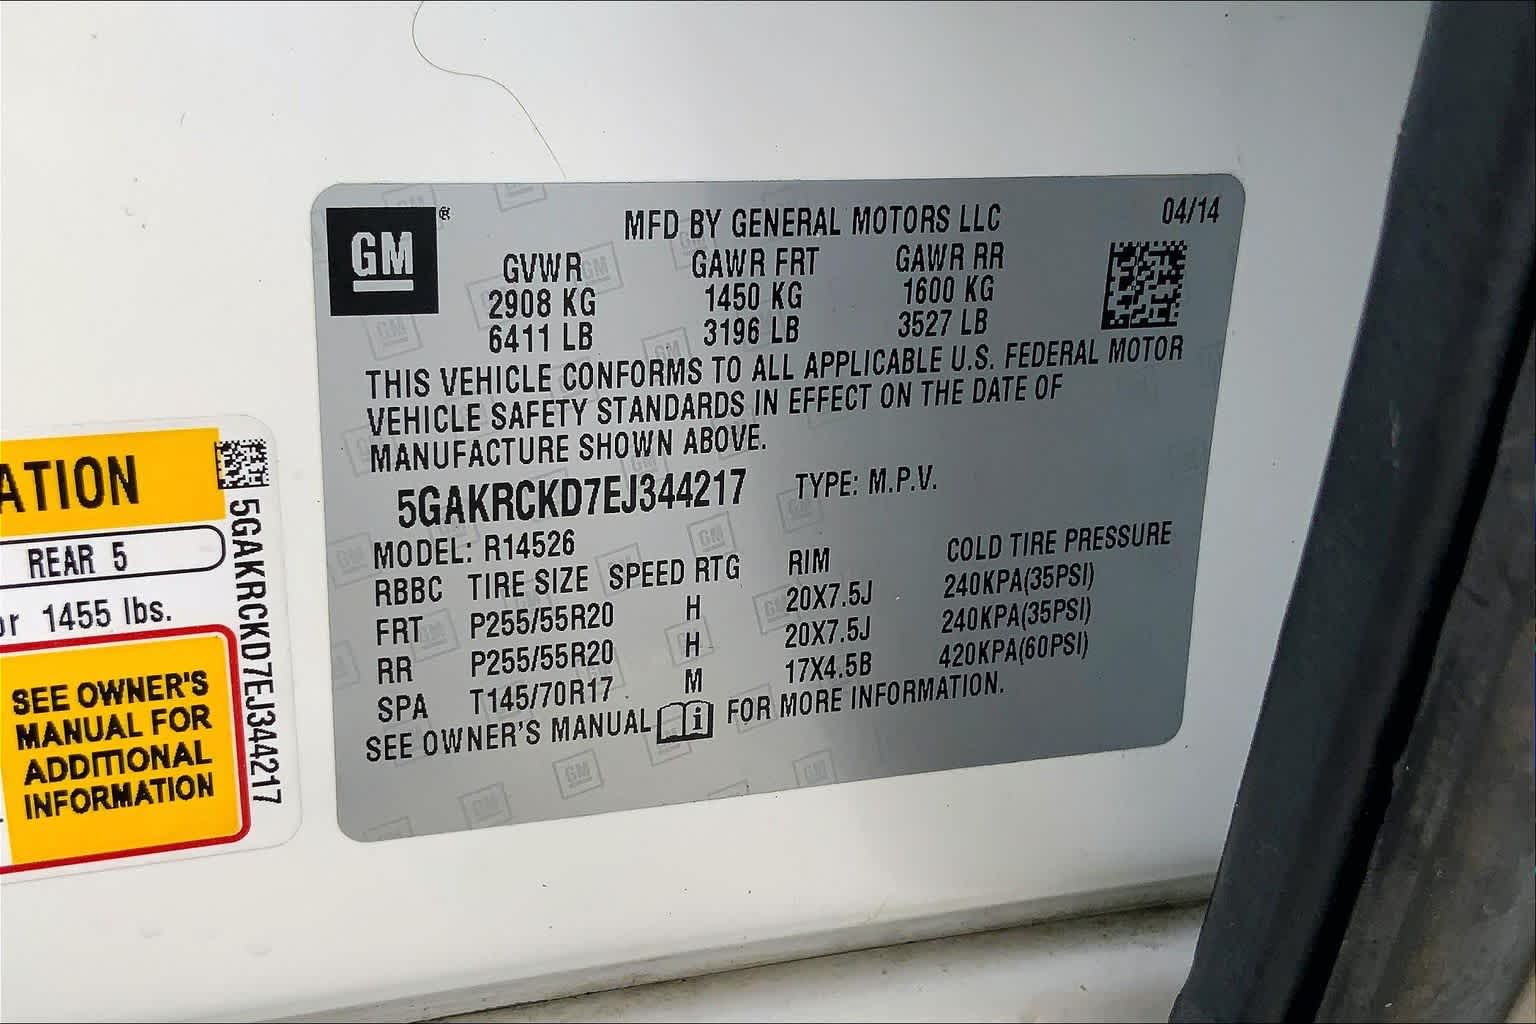 GM ®
MFD BY GENERAL MOTORS LLC 04/14
GVWR GAWR FRT GAWR RR
2908 KG 1450 KG 1600 KG
6411 LB 3196 LB 3527 LB
THIS VEHICLE CONFORMS TO ALL APPLICABLE U.S. FEDERAL MOTOR
VEHICLE SAFETY STANDARDS IN EFFECT ON THE DATE OF
MANUFACTURE SHOWN ABOVE.
5GAKRCKD7EJ344217 TYPE: M.P.V.
MODEL: R14526
RBBC TIRE SIZE SPEED RTG RIM COLD TIRE PRESSURE
FRT P255/55R20 H 20X7.5J 240KPA(35PSI)
RR P255/55R20 H 20X7.5J 240KPA(35PSI)
SPA T145/70R17 M 17X4.5B 420KPA(60PSI)
SEE OWNER'S MANUAL i FOR MORE INFORMATION.
ATION
REAR 5
or 1455 lbs.
SEE OWNER'S
MANUAL FOR
ADDITIONAL
INFORMATION
5GAKRCKD7EJ344217